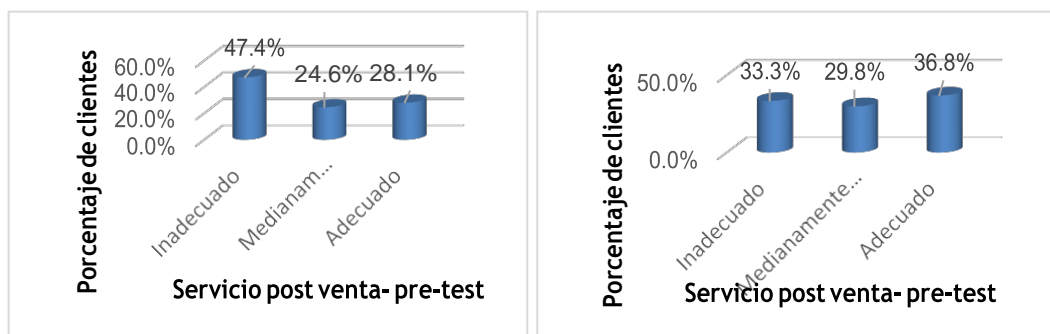 Porcentaje de clientes
60.0%
40.0%
20.0%
0.0%
47.4%
24.6%
28.1%
Inadecuado
Medianam...
Adecuado
Servicio post venta- pre-test
Porcentaje de clientes
50.0%
0.0%
33.3%
29.8%
36.8%
Inadecuado
Medianamente...
Adecuado
Servicio post venta- pre-test